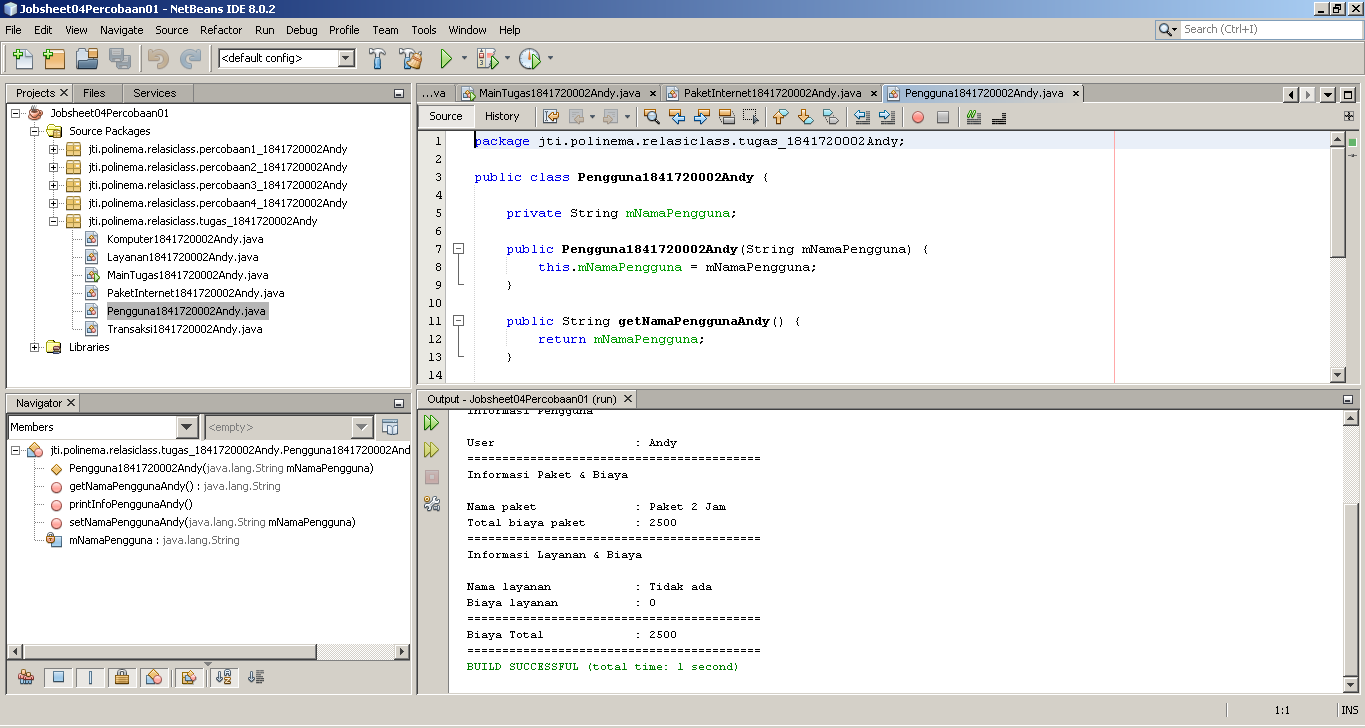 Jobsheet04Percobaan01 - NetBeans IDE 8.0.2
File Edit View Navigate Source Refactor Run Debug Profile Team Tools Window Help
Search (Ctrl+I)
<default config>
Projects Files Services
Jobsheet04Percobaan01
Source Packages
jti.polinema.relasiclass.percobaan1_1841720002Andy
jti.polinema.relasiclass.percobaan2_1841720002Andy
jti.polinema.relasiclass.percobaan3_1841720002Andy
jti.polinema.relasiclass.percobaan4_1841720002Andy
jti.polinema.relasiclass.tugas_1841720002Andy
Komputer1841720002Andy.java
Layanan1841720002Andy.java
MainTugas1841720002Andy.java
PaketInternet1841720002Andy.java
Pengguna1841720002Andy.java
Transaksi1841720002Andy.java
Libraries
...va MainTugas1841720002Andy.java PaketInternet1841720002Andy.java Pengguna1841720002Andy.java
Source History
1 package jti.polinema.relasiclass.tugas_1841720002Andy;
2
3 public class Pengguna1841720002Andy {
4
5 private String mNamaPengguna;
6
7 public Pengguna1841720002Andy(String mNamaPengguna) {
8 this.mNamaPengguna = mNamaPengguna;
9 }
10
11 public String getNamaPenggunaAndy() {
12 return mNamaPengguna;
13 }
14
Navigator
Members <empty>
jti.polinema.relasiclass.tugas_1841720002Andy.Pengguna1841720002And
Pengguna1841720002Andy(java.lang.String mNamaPengguna)
getNamaPenggunaAndy() : java.lang.String
printInfoPenggunaAndy()
setNamaPenggunaAndy(java.lang.String mNamaPengguna)
mNamaPengguna : java.lang.String
Output - Jobsheet04Percobaan01 (run)
Informasi Pengguna
User : Andy
==========================================
Informasi Paket & Biaya
Nama paket : Paket 2 Jam
Total biaya paket : 2500
==========================================
Informasi Layanan & Biaya
Nama layanan : Tidak ada
Biaya layanan : 0
==========================================
Biaya Total : 2500
==========================================
BUILD SUCCESSFUL (total time: 1 second)
1:1 INS